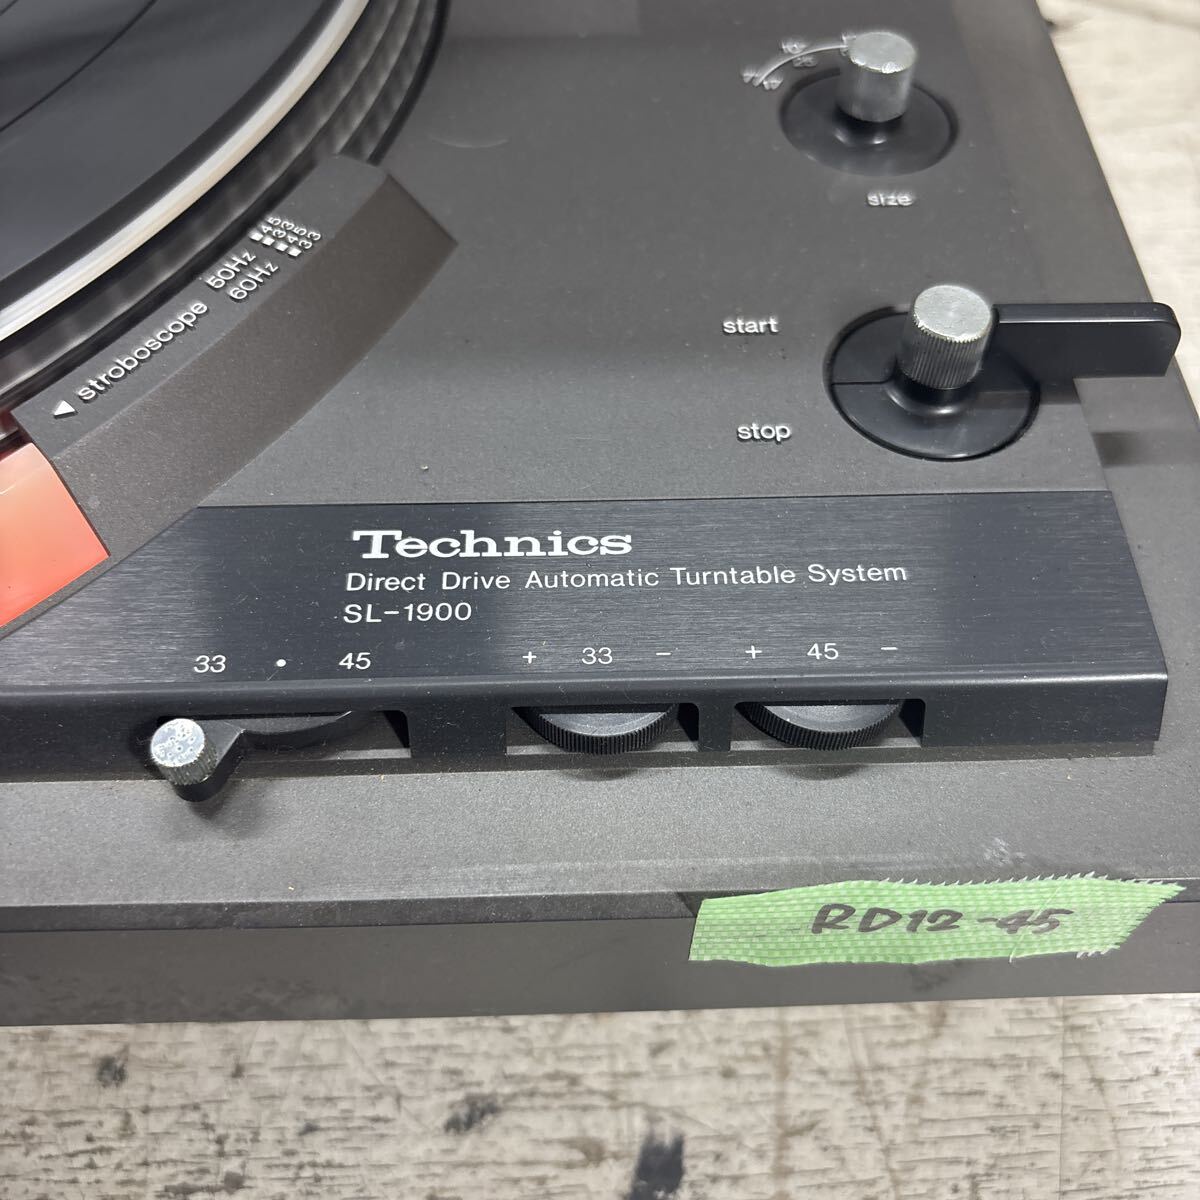 size
start
stop
stroboscope
50Hz 45 33
60Hz 45 33
Technics
Direct Drive Automatic Turntable System
SL-1900
33 • 45
+ 33 −
+ 45 −
RD12-45